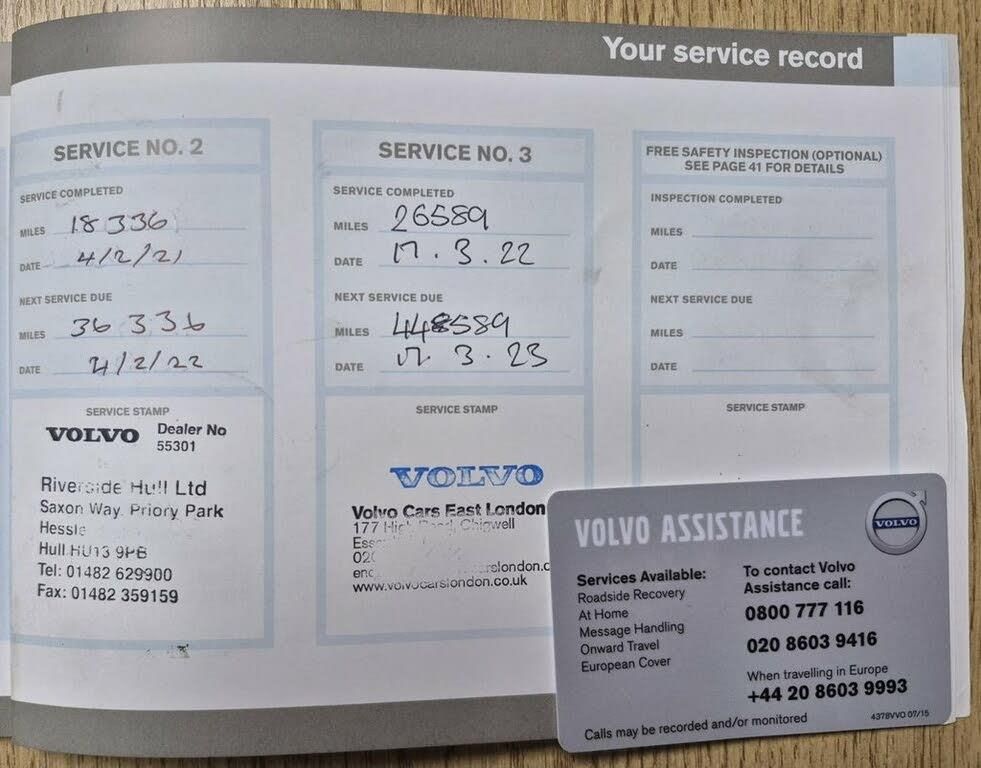 Your service record
SERVICE NO. 2
SERVICE COMPLETED
MILES 18 336
DATE 4/2/21
NEXT SERVICE DUE
MILES 36 336
DATE 4/2/22
SERVICE STAMP
VOLVO Dealer No
55301
Riverside Hull Ltd
Saxon Way, Priory Park
Hessle
Hull HU13 9PB
Tel: 01482 629900
Fax: 01482 359159
SERVICE NO. 3
SERVICE COMPLETED
MILES 26589
DATE 17.3.22
NEXT SERVICE DUE
MILES
DATE 17.3.23
SERVICE STAMP
VOLVO
Volvo Cars East London
177 High Road, Chigwell
www.volvocarslondon.co.uk
FREE SAFETY INSPECTION (OPTIONAL)
SEE PAGE 41 FOR DETAILS
INSPECTION COMPLETED
MILES
DATE
NEXT SERVICE DUE
MILES
DATE
SERVICE STAMP
VOLVO ASSISTANCE
VOLVO
Services Available:
Roadside Recovery
At Home
Message Handling
Onward Travel
European Cover
To contact Volvo
Assistance call:
0800 777 116
020 8603 9416
When travelling in Europe
+44 20 8603 9993
Calls may be recorded and/or monitored
4378VVO 07/15